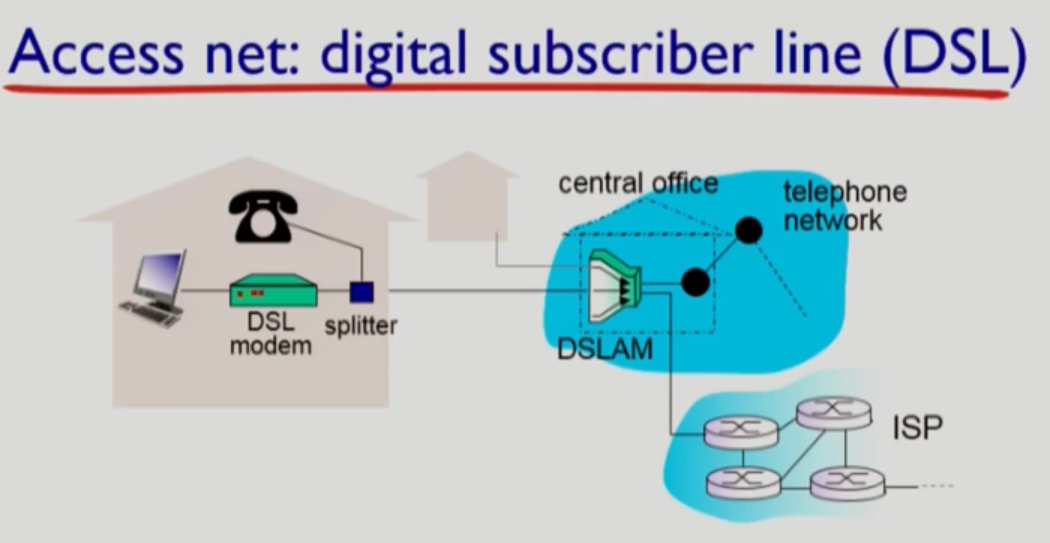 Access net: digital subscriber line (DSL)
central office
telephone
network
DSL
modem
splitter
DSLAM
ISP